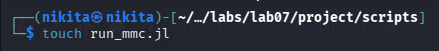 ┌──(nikita㉿nikita)-[~/…/labs/lab07/project/scripts]
└─$ touch run_mmc.jl